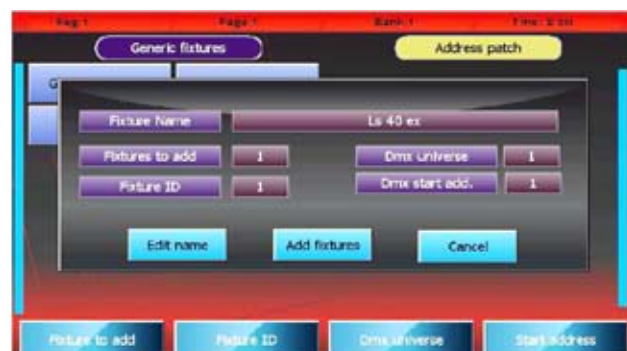 Page 1 Bank 1
Generic fixtures Address patch
Fixture Name Ls 40 ex
Fixtures to add 1 Dmx universe 1
Fixture ID 1 Dmx start add. 1
Edit name Add fixtures Cancel
Fixture to add Fixture ID Dmx universe Start address